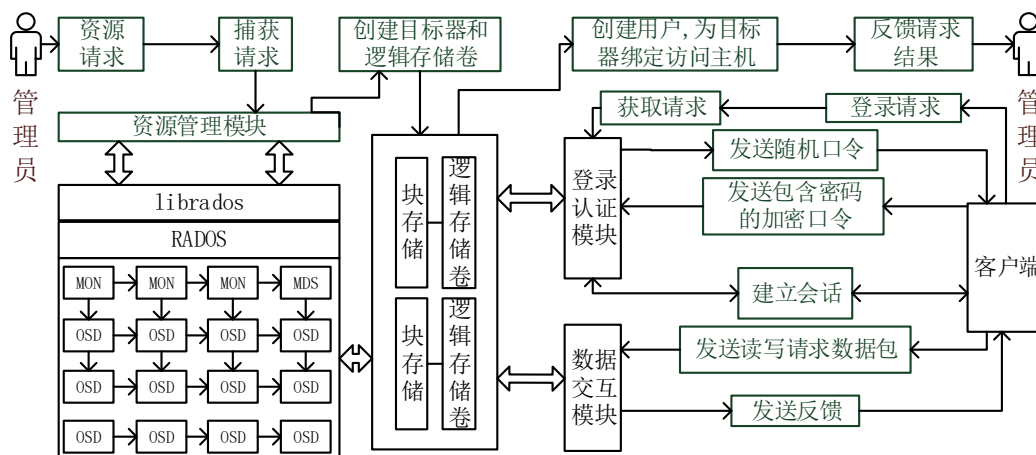 资源
请求
捕获
请求
创建目标器和
逻辑存储卷
创建用户,为目标
器绑定访问主机
反馈请求
结果
管
理
员
管
理
员
资源管理模块
获取请求
登录请求
发送随机口令
发送包含密码
的加密口令
登录
认证
模块
块存储
逻辑存储卷
librados
RADOS
MON
MON
MON
MDS
OSD
OSD
OSD
OSD
OSD
OSD
OSD
OSD
OSD
OSD
OSD
OSD
块存储
逻辑存储卷
客户端
建立会话
发送读写请求数据包
数据
交互
模块
发送反馈